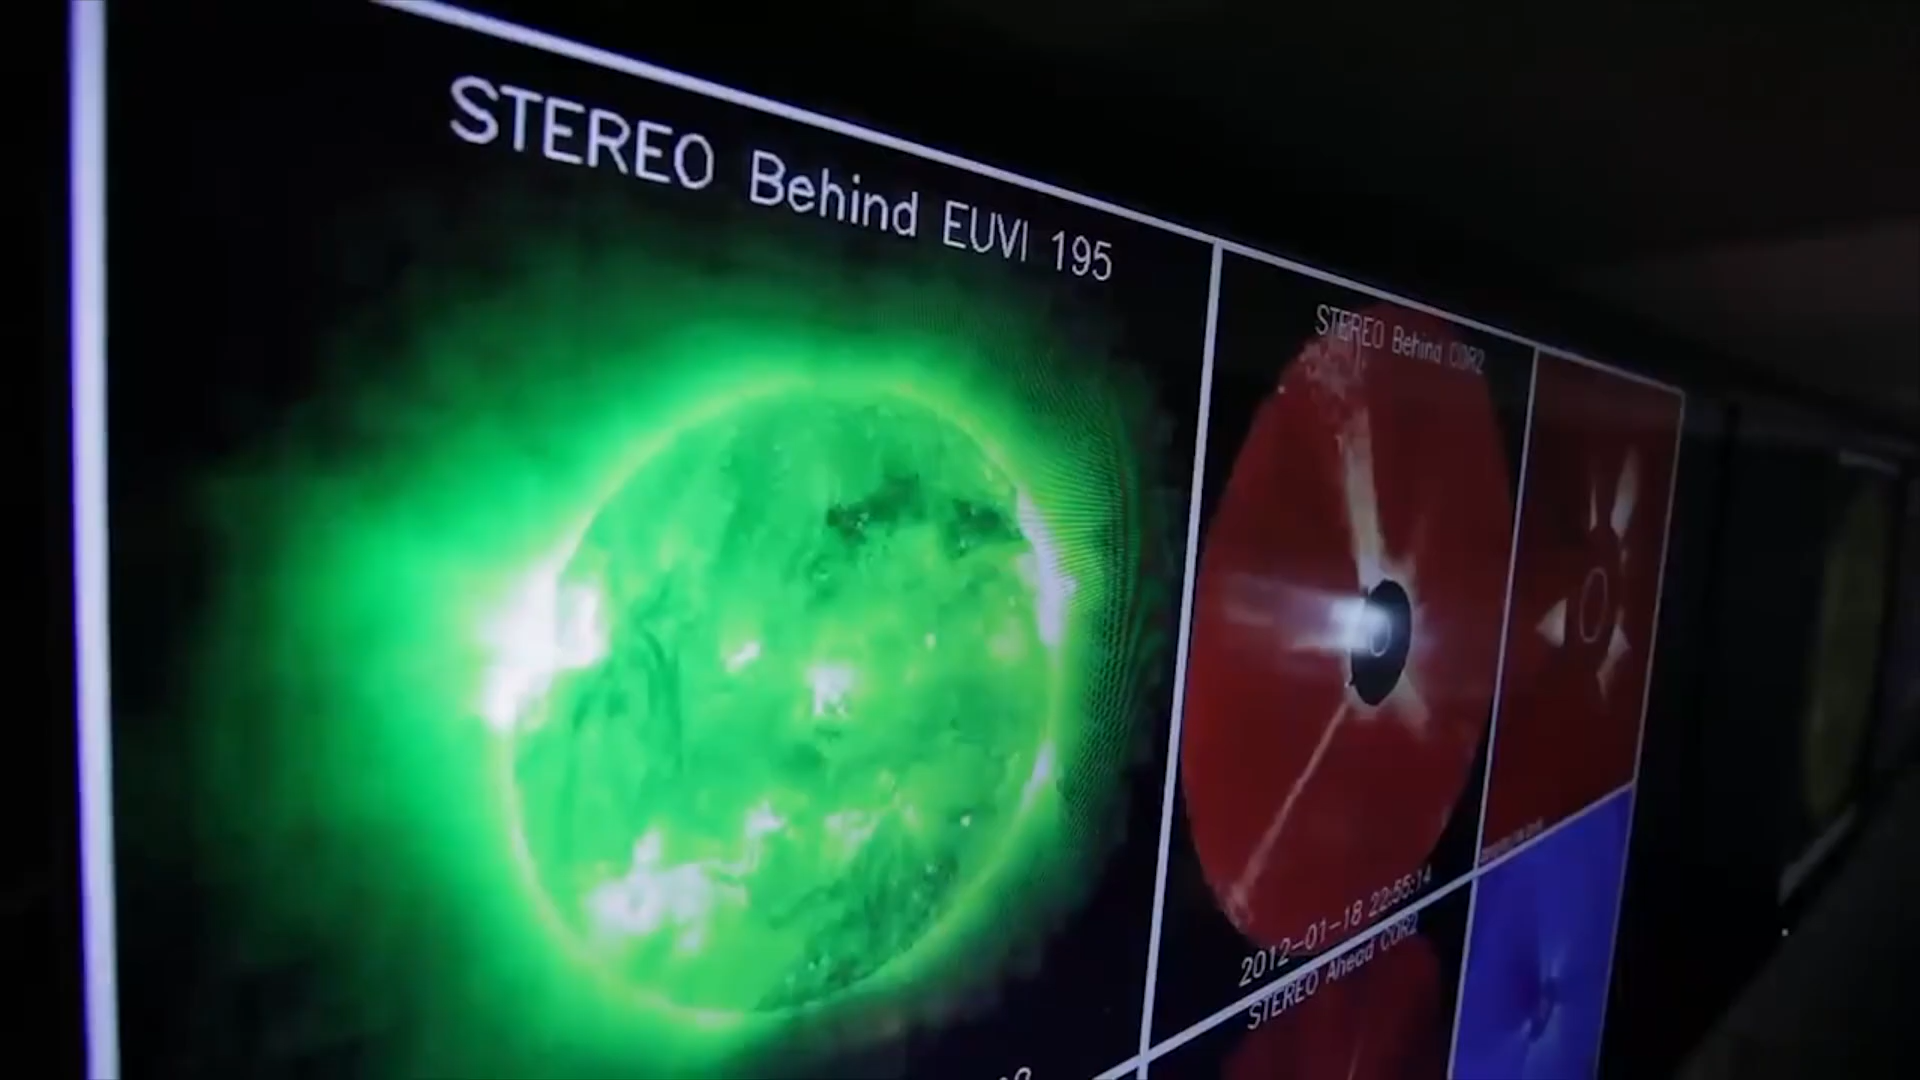 STEREO Behind EUVI 195
STEREO Behind COR2
2012-01-18 22:55:14
STEREO Ahead COR2